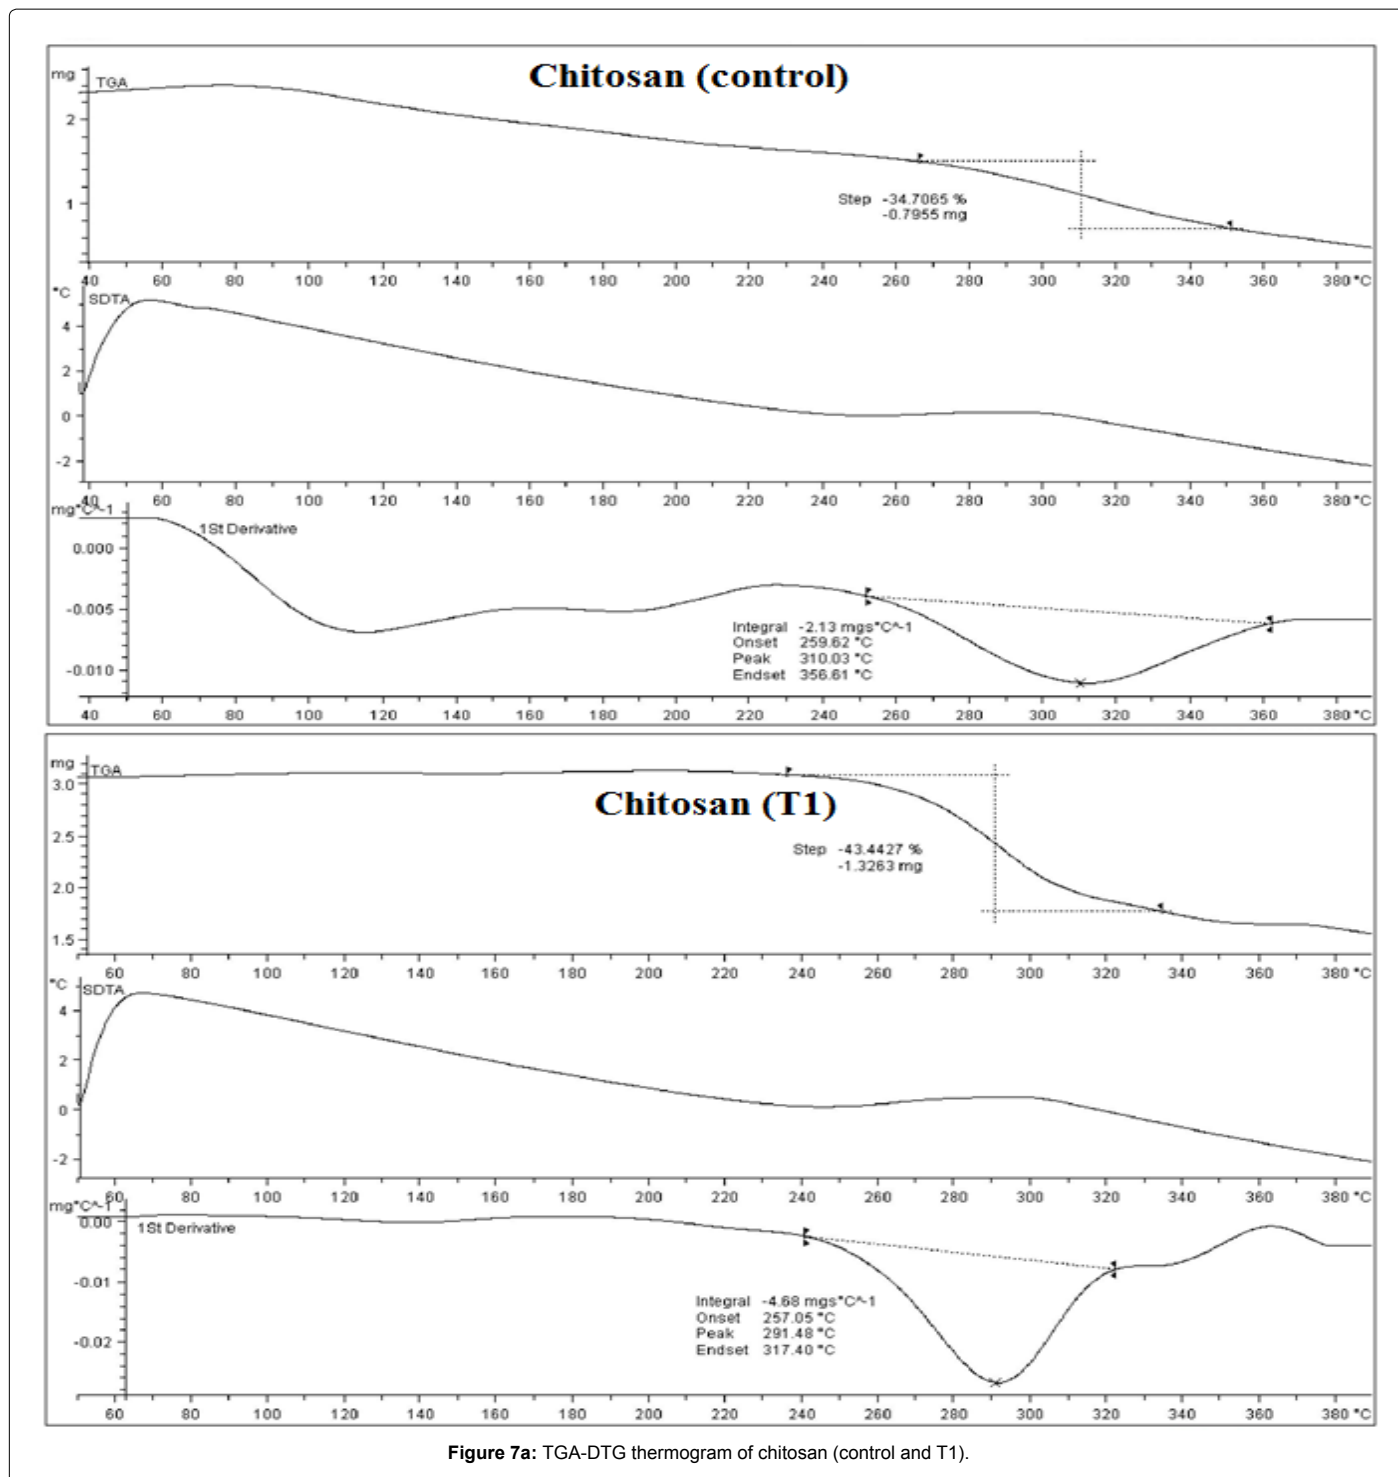 Chitosan (control)
mg
TGA
2
1
Step -34.7065 %
-0.7955 mg
40 60 80 100 120 140 160 180 200 220 240 260 280 300 320 340 360 380 °C
°C
SDTA
4
2
0
-2
40 60 80 100 120 140 160 180 200 220 240 260 280 300 320 340 360 380 °C
mg*C^-1
1St Derivative
0.000
-0.005
-0.010
Integral -2.13 mgs*C^-1
Onset 259.62 °C
Peak 310.03 °C
Endset 356.61 °C
40 60 80 100 120 140 160 180 200 220 240 260 280 300 320 340 360 380 °C
mg
TGA
3.0
Chitosan (T1)
2.5
Step -43.4427 %
-1.3263 mg
2.0
1.5
60 80 100 120 140 160 180 200 220 240 260 280 300 320 340 360 380 °C
°C
SDTA
4
2
0
-2
60 80 100 120 140 160 180 200 220 240 260 280 300 320 340 360 380 °C
mg*C^-1
0.00
1St Derivative
-0.01
-0.02
Integral -4.68 mgs*C^-1
Onset 257.05 °C
Peak 291.48 °C
Endset 317.40 °C
60 80 100 120 140 160 180 200 220 240 260 280 300 320 340 360 380 °C
Figure 7a: TGA-DTG thermogram of chitosan (control and T1).